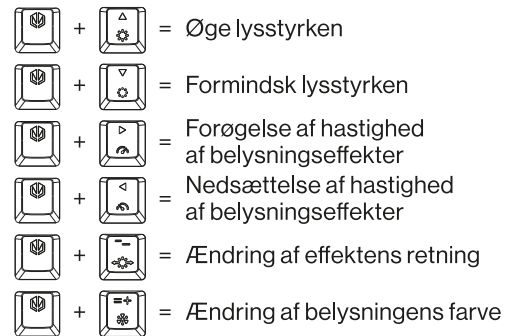 + = Øge lysstyrken
+ = Formindsk lysstyrken
+ = Forøgelse af hastighed
af belysningseffekter
+ = Nedsættelse af hastighed
af belysningseffekter
+ = Ændring af effektens retning
+ =+ = Ændring af belysningens farve